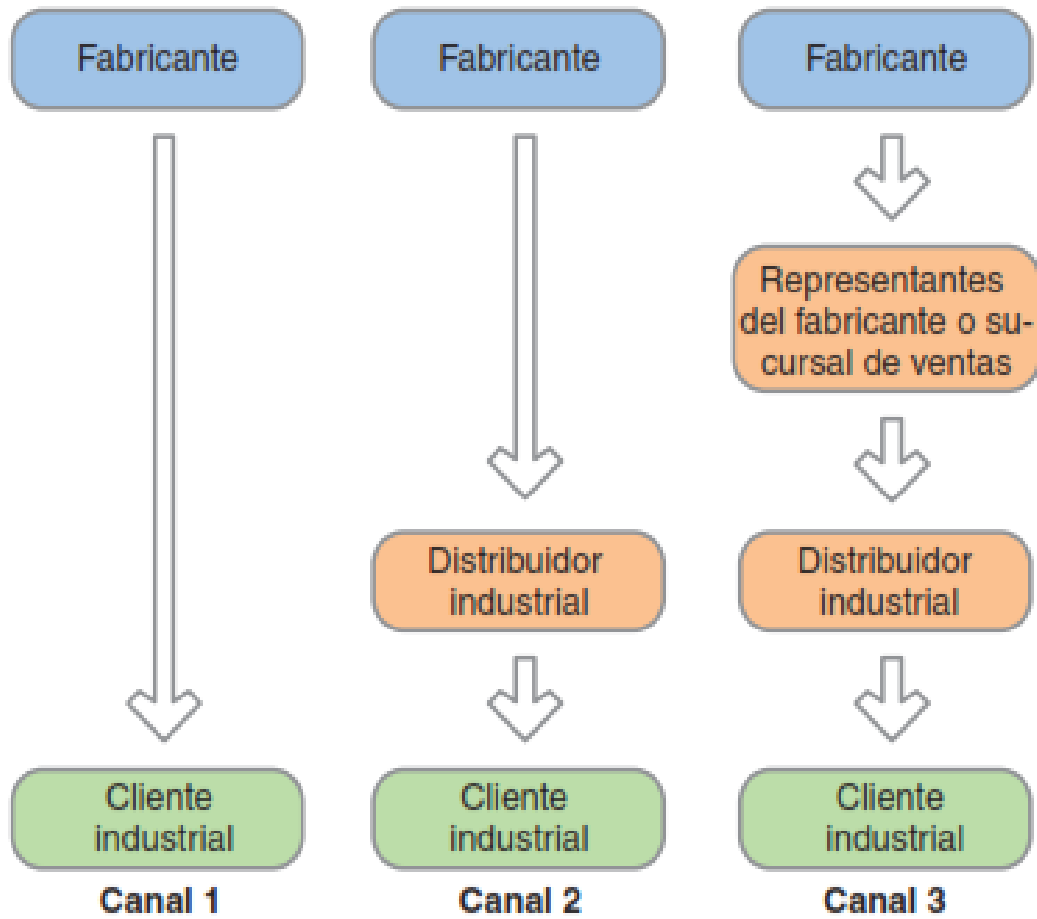 Fabricante
Fabricante
Fabricante
Representantes
del fabricante o su-
cursal de ventas
Distribuidor
industrial
Distribuidor
industrial
Cliente
industrial
Cliente
industrial
Cliente
industrial
Canal 1
Canal 2
Canal 3